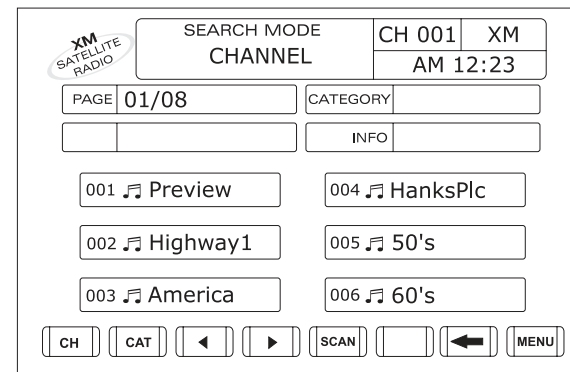 XM
SATELLITE
RADIO
SEARCH MODE
CHANNEL
CH 001 XM
AM 12:23
PAGE 01/08
CATEGORY
INFO
001 ♫ Preview
004 ♫ HanksPlc
002 ♫ Highway1
005 ♫ 50's
003 ♫ America
006 ♫ 60's
CH CAT ◀ ▶ SCAN ⬅ MENU